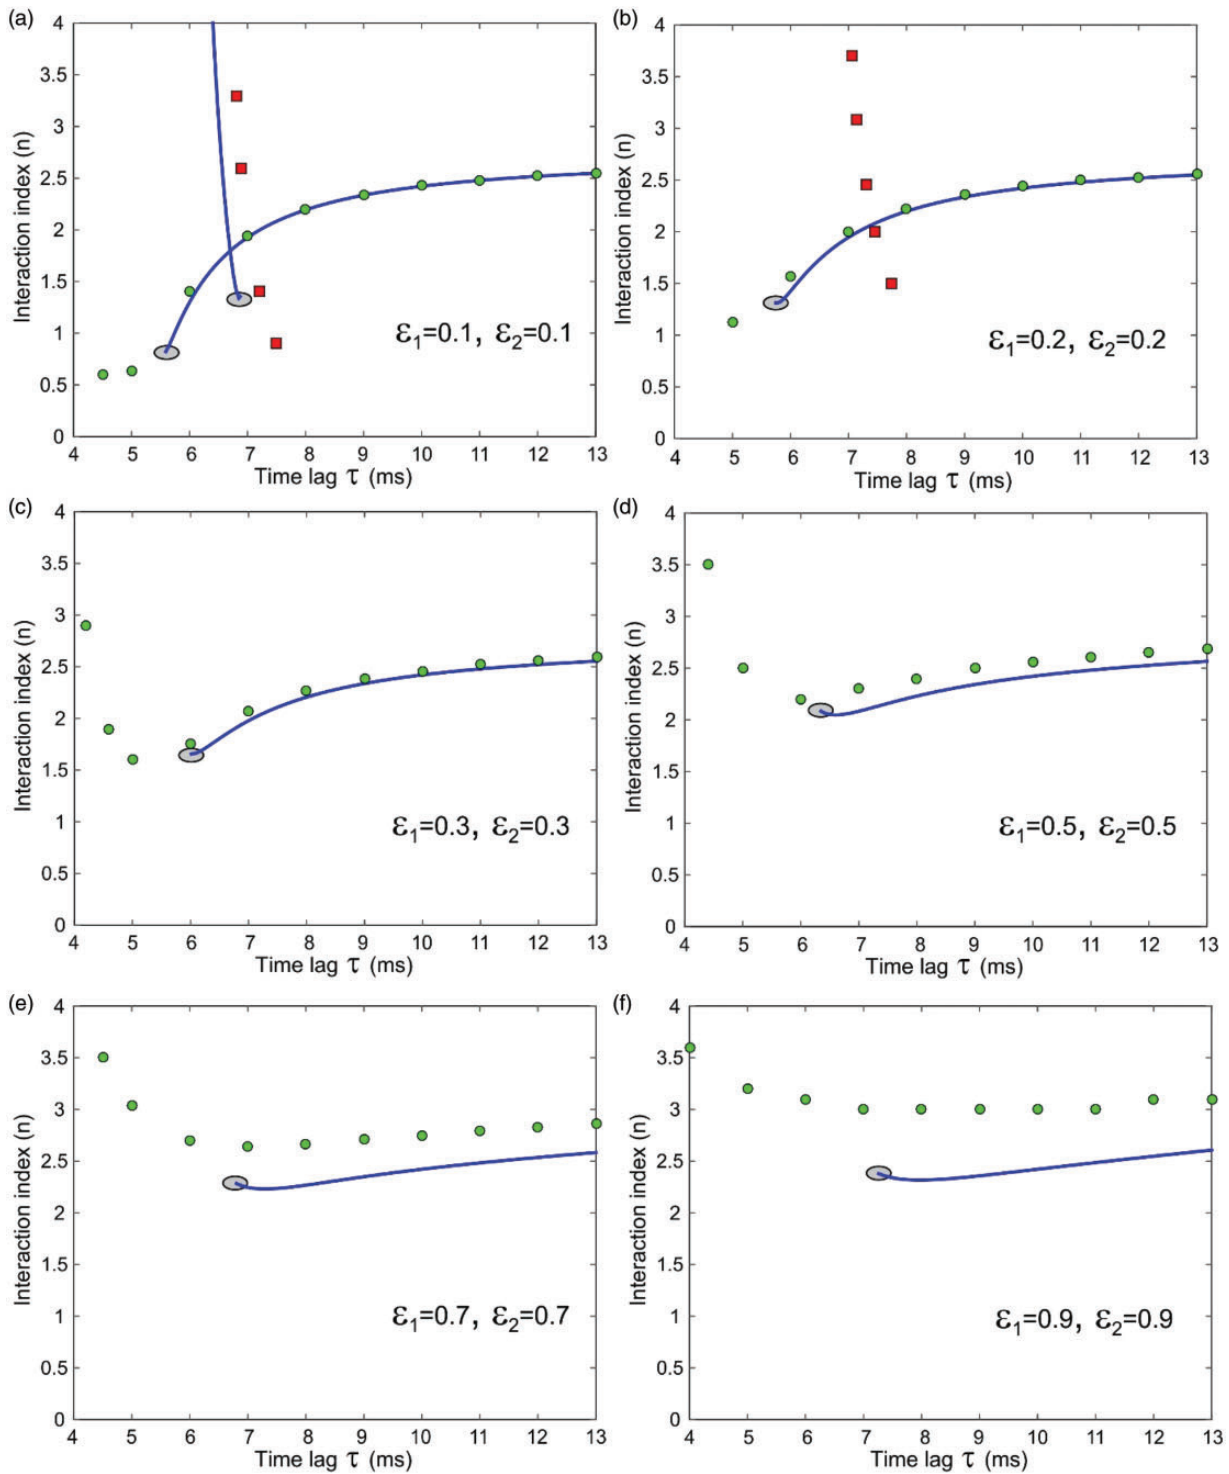 (a)
4
3.5
3
2.5
2
1.5
1
0.5
0
Interaction index (n)
ε1=0.1, ε2=0.1
4 5 6 7 8 9 10 11 12 13
Time lag τ (ms)
(b)
4
3.5
3
2.5
2
1.5
1
0.5
0
Interaction index (n)
ε1=0.2, ε2=0.2
4 5 6 7 8 9 10 11 12 13
Time lag τ (ms)
(c)
4
3.5
3
2.5
2
1.5
1
0.5
0
Interaction index (n)
ε1=0.3, ε2=0.3
4 5 6 7 8 9 10 11 12 13
Time lag τ (ms)
(d)
4
3.5
3
2.5
2
1.5
1
0.5
0
Interaction index (n)
ε1=0.5, ε2=0.5
4 5 6 7 8 9 10 11 12 13
Time lag τ (ms)
(e)
4
3.5
3
2.5
2
1.5
1
0.5
0
Interaction index (n)
ε1=0.7, ε2=0.7
4 5 6 7 8 9 10 11 12 13
Time lag τ (ms)
(f)
4
3.5
3
2.5
2
1.5
1
0.5
0
Interaction index (n)
ε1=0.9, ε2=0.9
4 5 6 7 8 9 10 11 12 13
Time lag τ (ms)